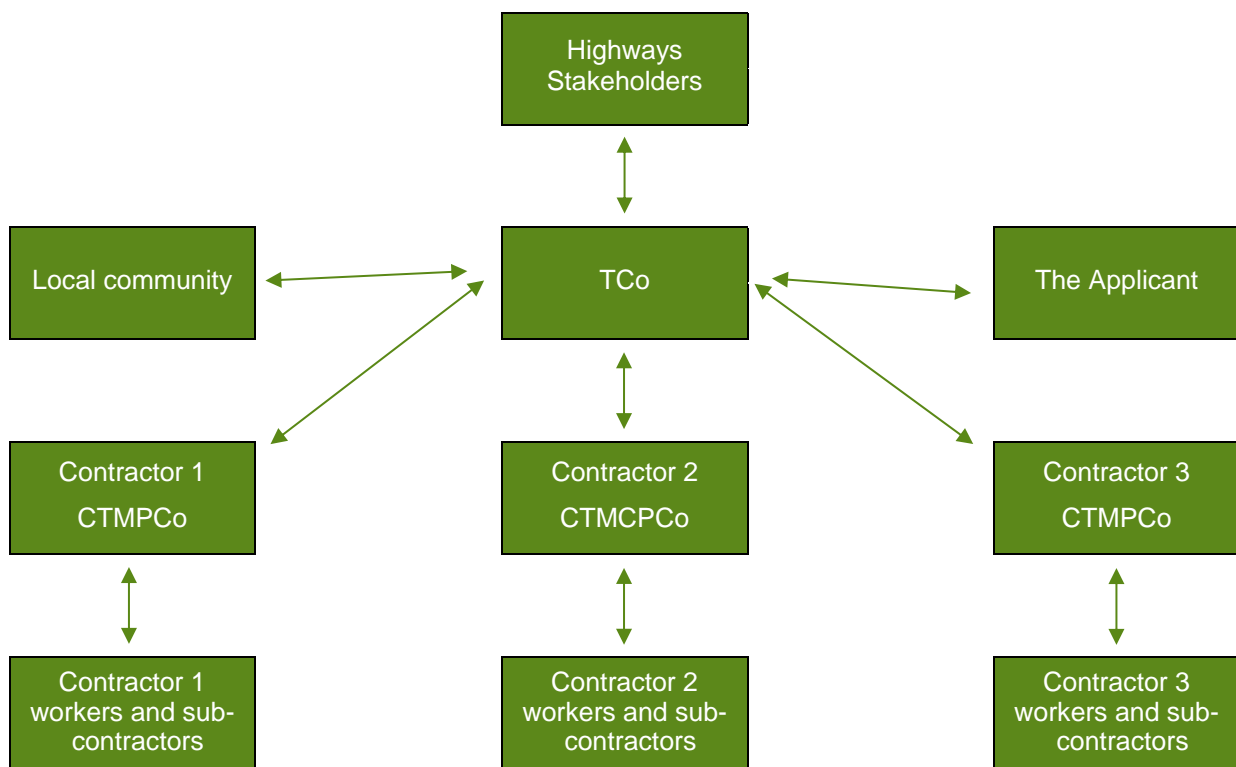 Highways
Stakeholders
Local community
TCo
The Applicant
Contractor 1
CTMPCo
Contractor 2
CTMCPCo
Contractor 3
CTMPCo
Contractor 1
workers and sub-
contractors
Contractor 2
workers and sub-
contractors
Contractor 3
workers and sub-
contractors